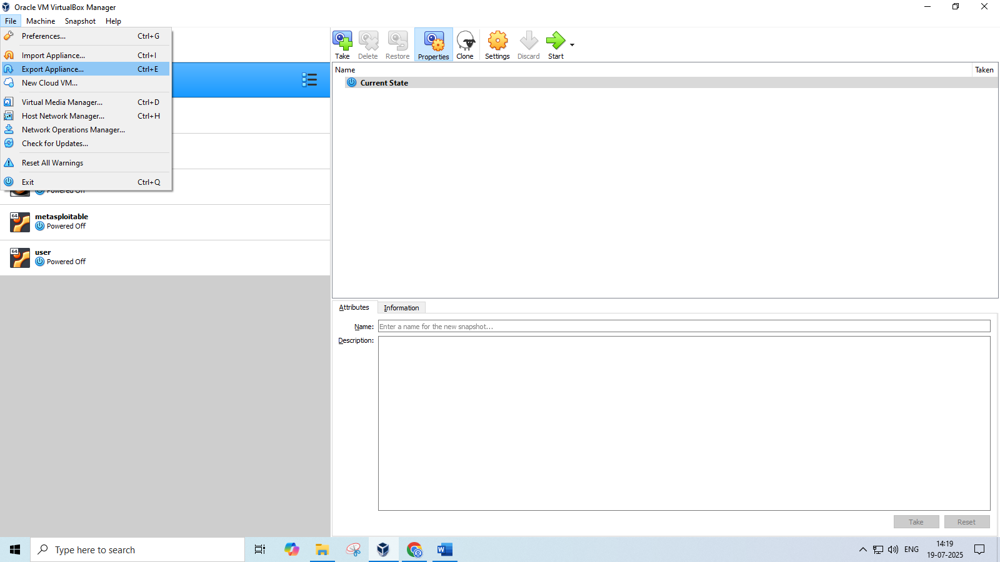 Oracle VM VirtualBox Manager
File Machine Snapshot Help
Preferences... Ctrl+G
Import Appliance... Ctrl+I
Export Appliance... Ctrl+E
New Cloud VM...
Virtual Media Manager... Ctrl+D
Host Network Manager... Ctrl+H
Network Operations Manager...
Check for Updates...
Reset All Warnings
Exit Ctrl+Q
Powered Off
64
metasploitable
Powered Off
64
user
Powered Off
Take Delete Restore Properties Clone Settings Discard Start
Name Taken
Current State
Attributes Information
Name: Enter a name for the new snapshot...
Description:
Take Reset
Type here to search
ENG
14:19
19-07-2025